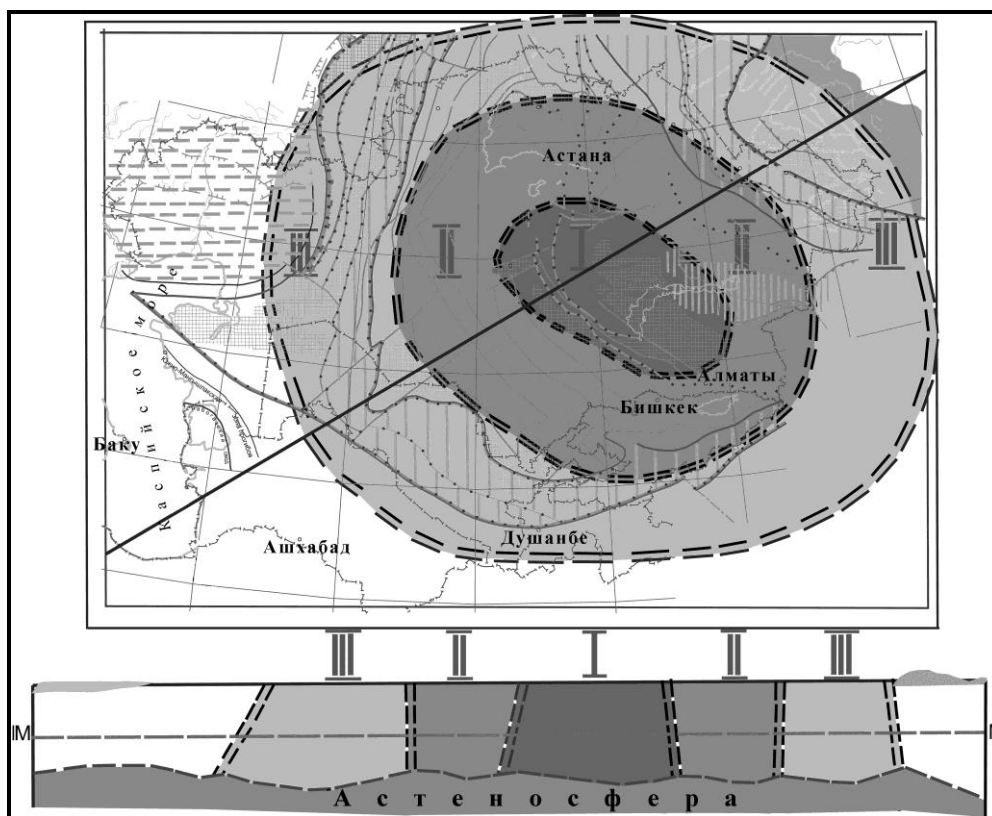 Астана
III
II
I
II
III
Каспийское море
Алматы
Бишкек
Баку
Душанбе
Ашхабад
III
II
I
II
III
М
Астеносфера